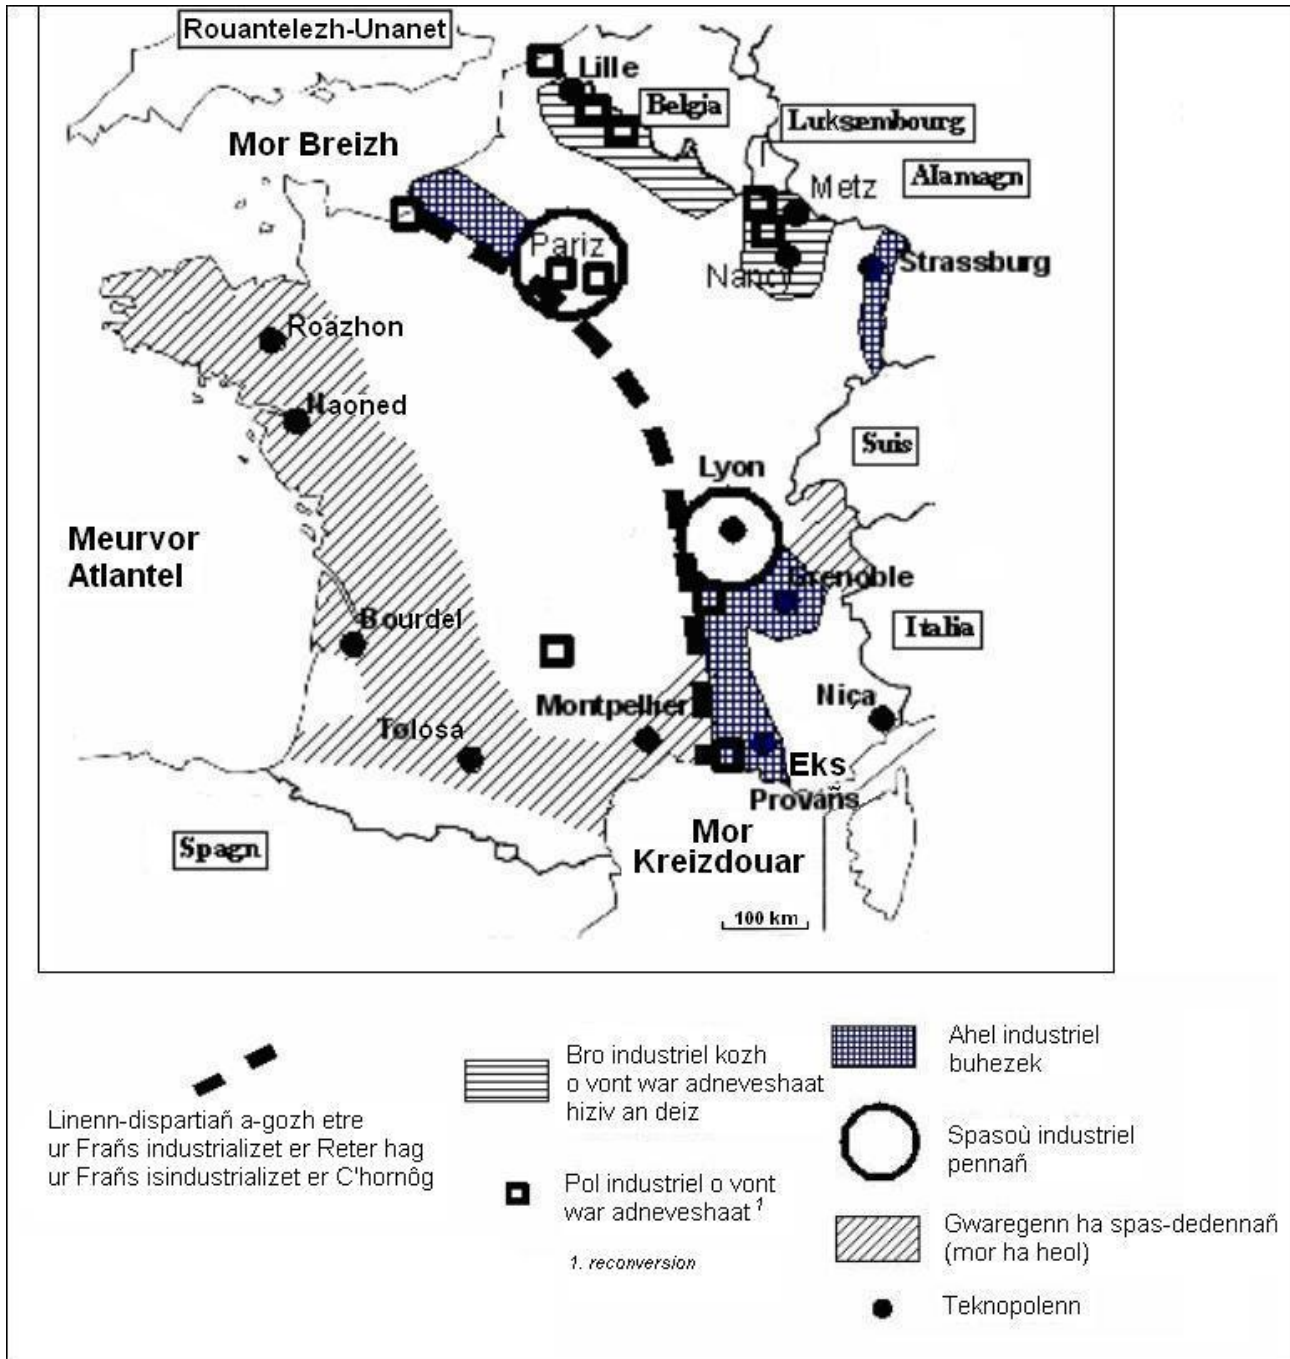 Rouantelezh-Unanet
Lille
Belgia
Luksembourg
Mor Breizh
Alamagn
Metz
Pariz
Nancy
Strassburg
Roazhon
Naoned
Suis
Lyon
Meurvor
Atlantel
Grenoble
Bourdel
Italia
Niça
Montpelher
Tolosa
Eks
Provañs
Mor
Kreizdouar
Spagn
100 km
Linenn-dispartiañ a-gozh etre
ur Frañs industrializet er Reter hag
ur Frañs isindustrializet er C'hornôg
Bro industriel kozh
o vont war adneveshaat
hiziv an deiz
Pol industriel o vont
war adneveshaat 1
1. reconversion
Ahel industriel
buhezek
Spasoù industriel
pennañ
Gwaregenn ha spas-dedennañ
(mor ha heol)
Teknopolenn